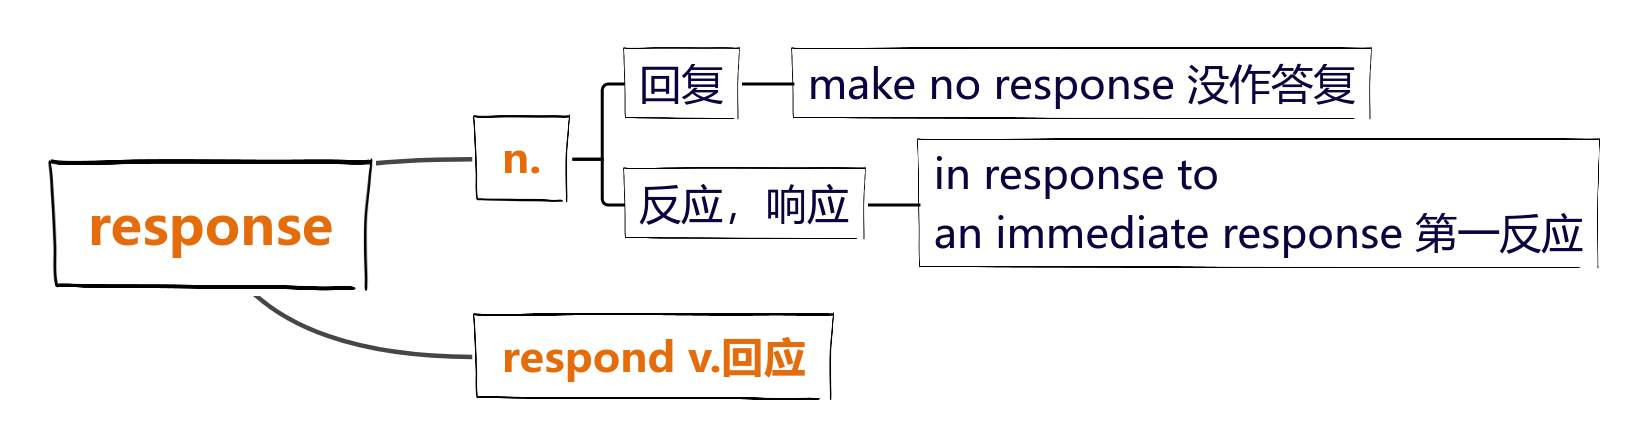 response
n.
回复
make no response 没作答复
反应，响应
in response to
an immediate response 第一反应
respond v.回应